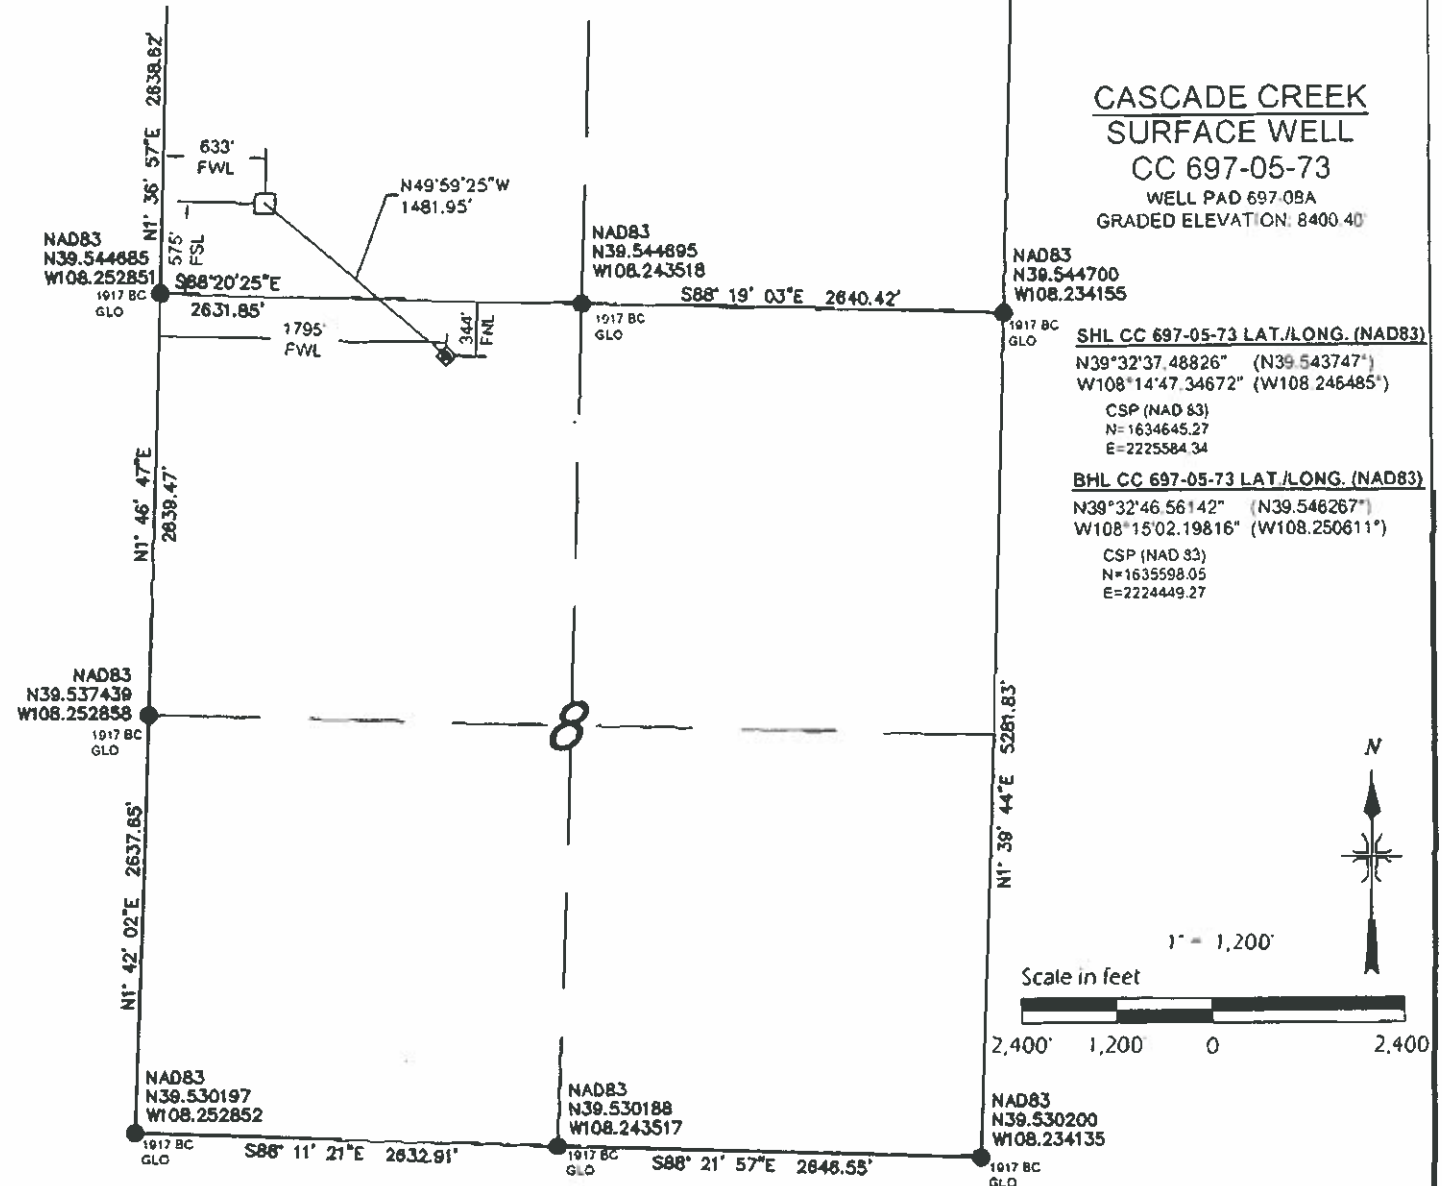 CASCADE CREEK
SURFACE WELL
CC 697-05-73
WELL PAD 697-08A
GRADED ELEVATION: 8400.40'
N1° 36' 57"E 2638.62'
633'
FWL
N49°59'25"W
1481.95'
575'
FSL
NAD83
N39.544685
W108.252851
1917 BC
GLO
NAD83
N39.544695
W108.243518
1917 BC
GLO
NAD83
N39.544700
W108.234155
1917 BC
GLO
S88°20'25"E
2631.85'
S88° 19' 03"E 2640.42'
1795'
FWL
344'
FNL
SHL CC 697-05-73 LAT./LONG. (NAD83)
N39°32'37.48826" (N39.543747°)
W108°14'47.34672" (W108.246485°)
CSP (NAD 83)
N=1634645.27
E=2225584.34
BHL CC 697-05-73 LAT./LONG. (NAD83)
N39°32'46.56142" (N39.546267°)
W108°15'02.19816" (W108.250611°)
CSP (NAD 83)
N=1635598.05
E=2224449.27
N1° 46' 47"E
2639.47'
NAD83
N39.537439
W108.252858
1917 BC
GLO
8
N1° 39' 44"E 5281.83'
N1° 42' 02"E 2637.65'
N
1" = 1,200'
Scale in feet
2,400' 1,200' 0 2,400
NAD83
N39.530197
W108.252852
1917 BC
GLO
NAD83
N39.530188
W108.243517
1917 BC
GLO
NAD83
N39.530200
W108.234135
1917 BC
GLO
S88° 11' 21"E 2632.91'
S88° 21' 57"E 2646.55'